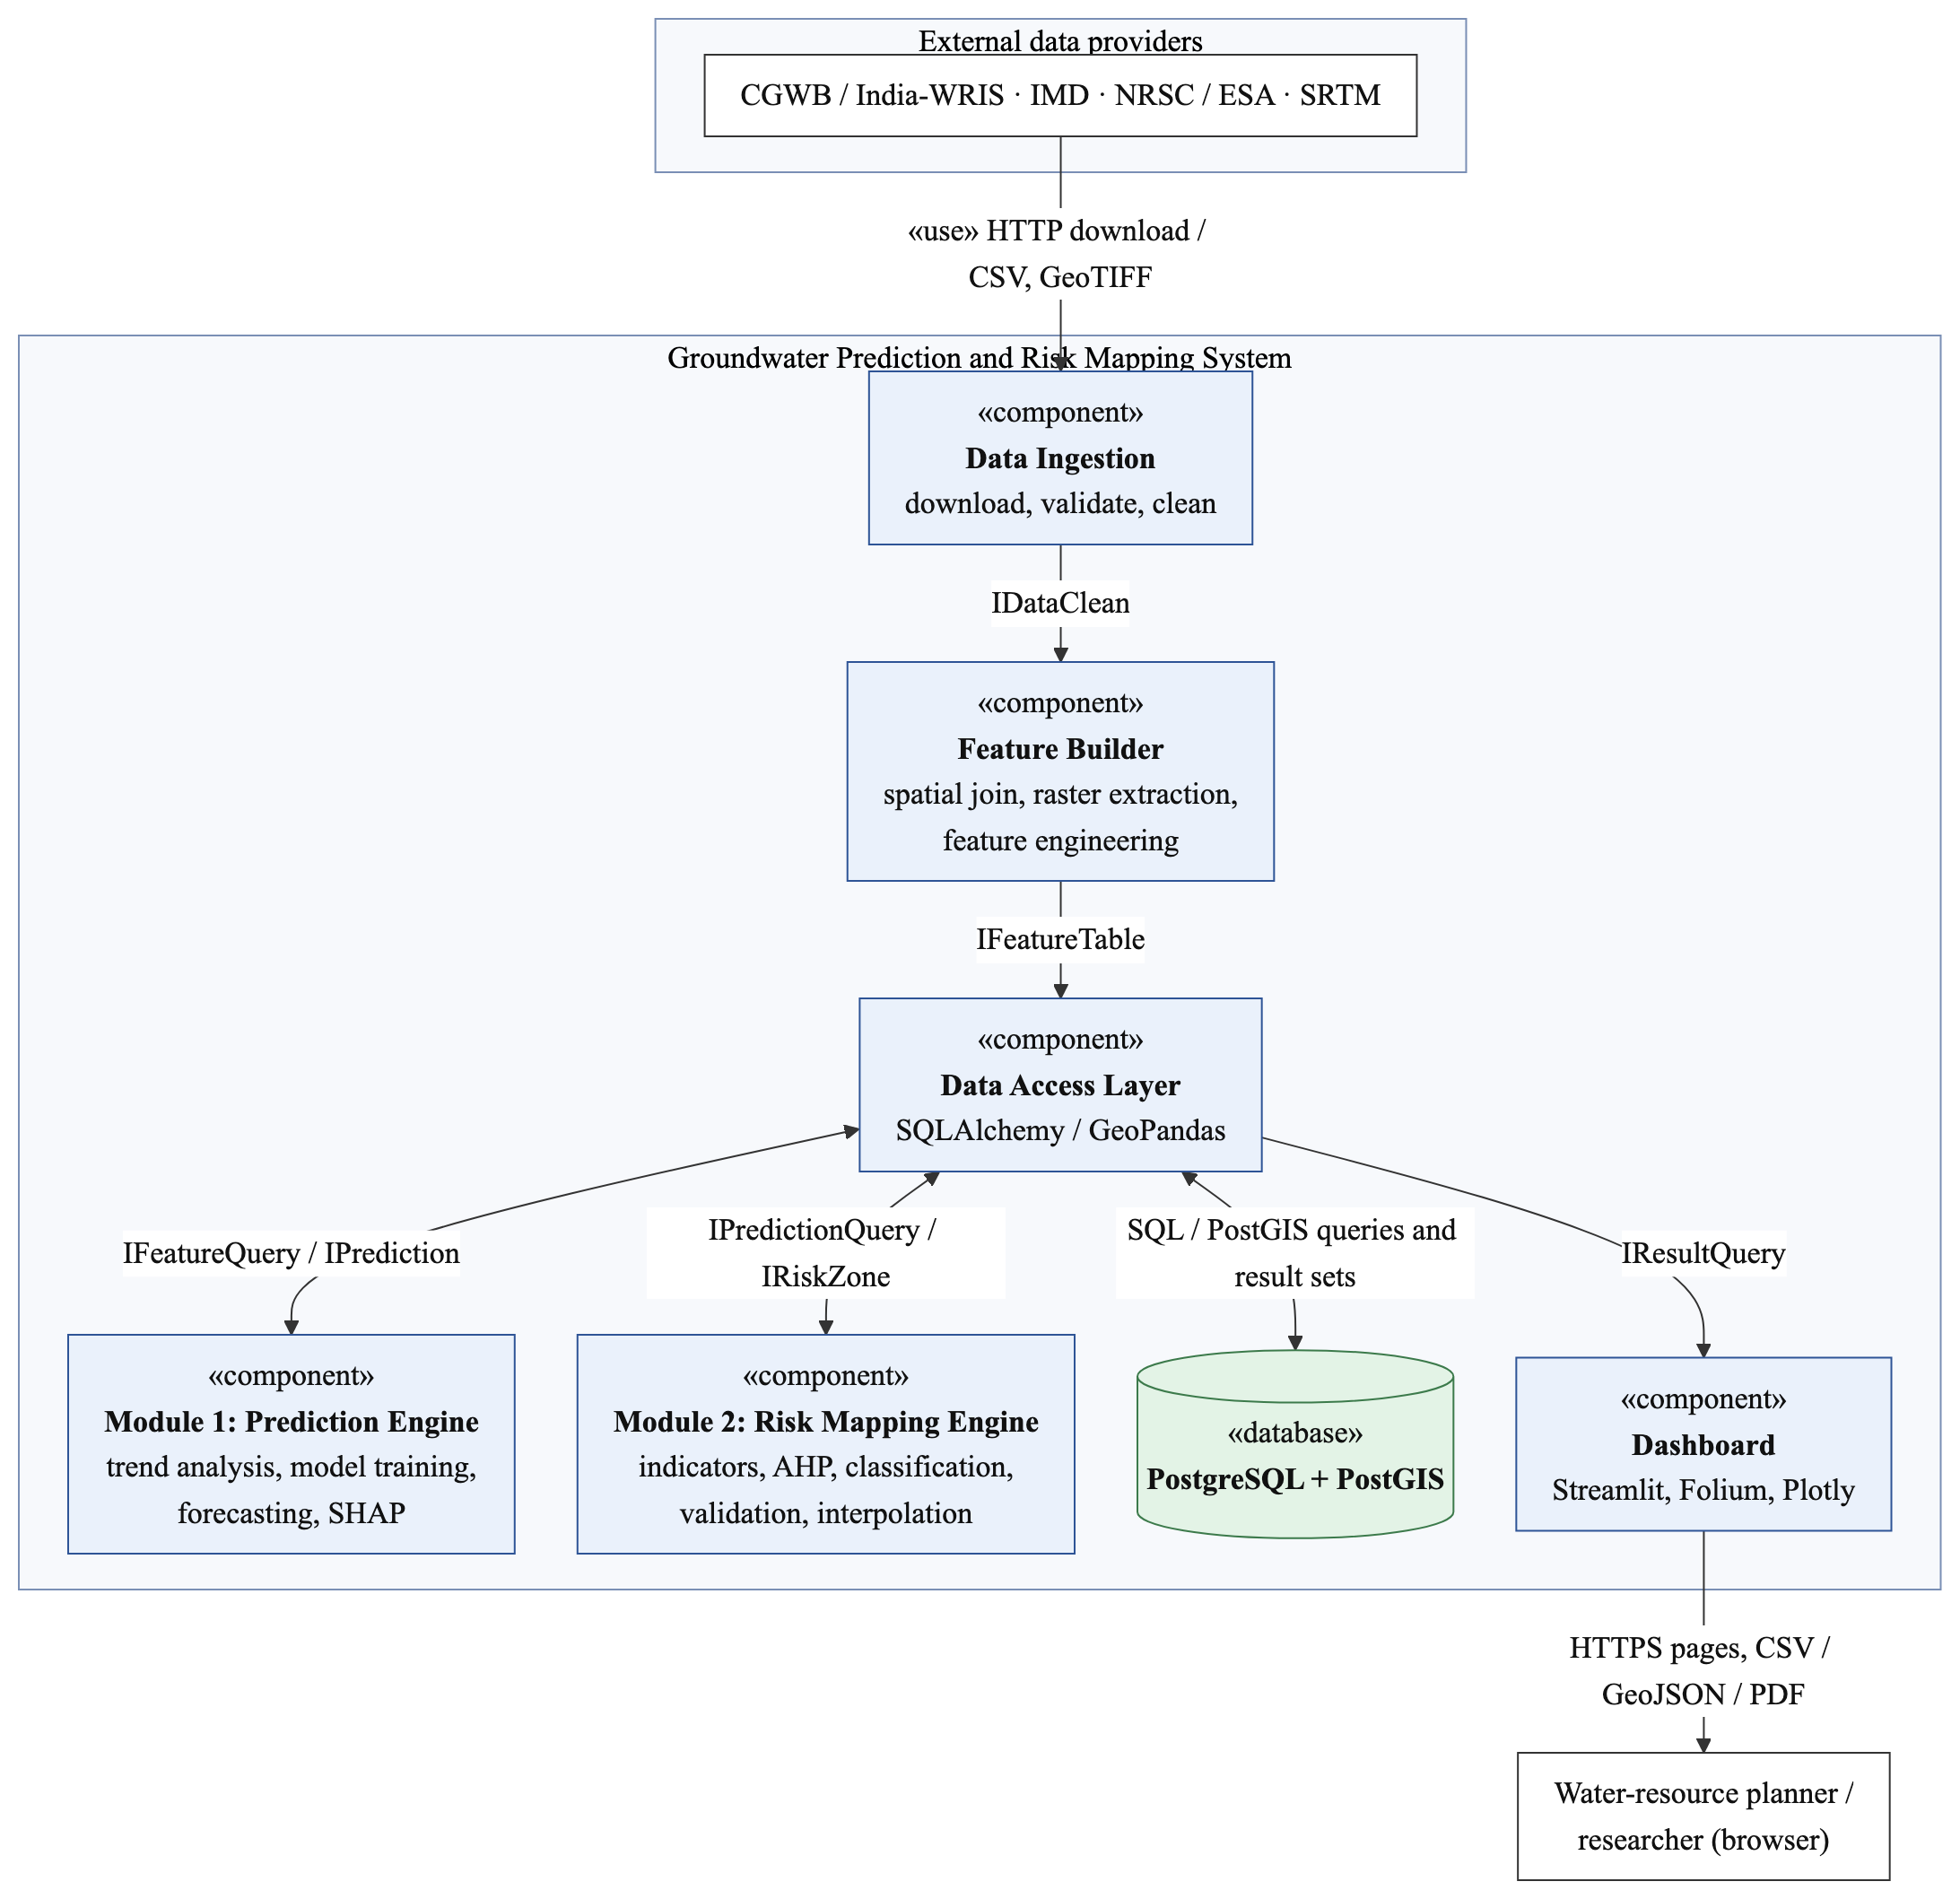 External data providers
CGWB / India-WRIS · IMD · NRSC / ESA · SRTM
«use» HTTP download /
CSV, GeoTIFF
Groundwater Prediction and Risk Mapping System
«component»
Data Ingestion
download, validate, clean
IDataClean
«component»
Feature Builder
spatial join, raster extraction,
feature engineering
IFeatureTable
«component»
Data Access Layer
SQLAlchemy / GeoPandas
IFeatureQuery / IPrediction
IPredictionQuery /
IRiskZone
SQL / PostGIS queries and
result sets
IResultQuery
«component»
Module 1: Prediction Engine
trend analysis, model training,
forecasting, SHAP
«component»
Module 2: Risk Mapping Engine
indicators, AHP, classification,
validation, interpolation
«database»
PostgreSQL + PostGIS
«component»
Dashboard
Streamlit, Folium, Plotly
HTTPS pages, CSV /
GeoJSON / PDF
Water-resource planner /
researcher (browser)